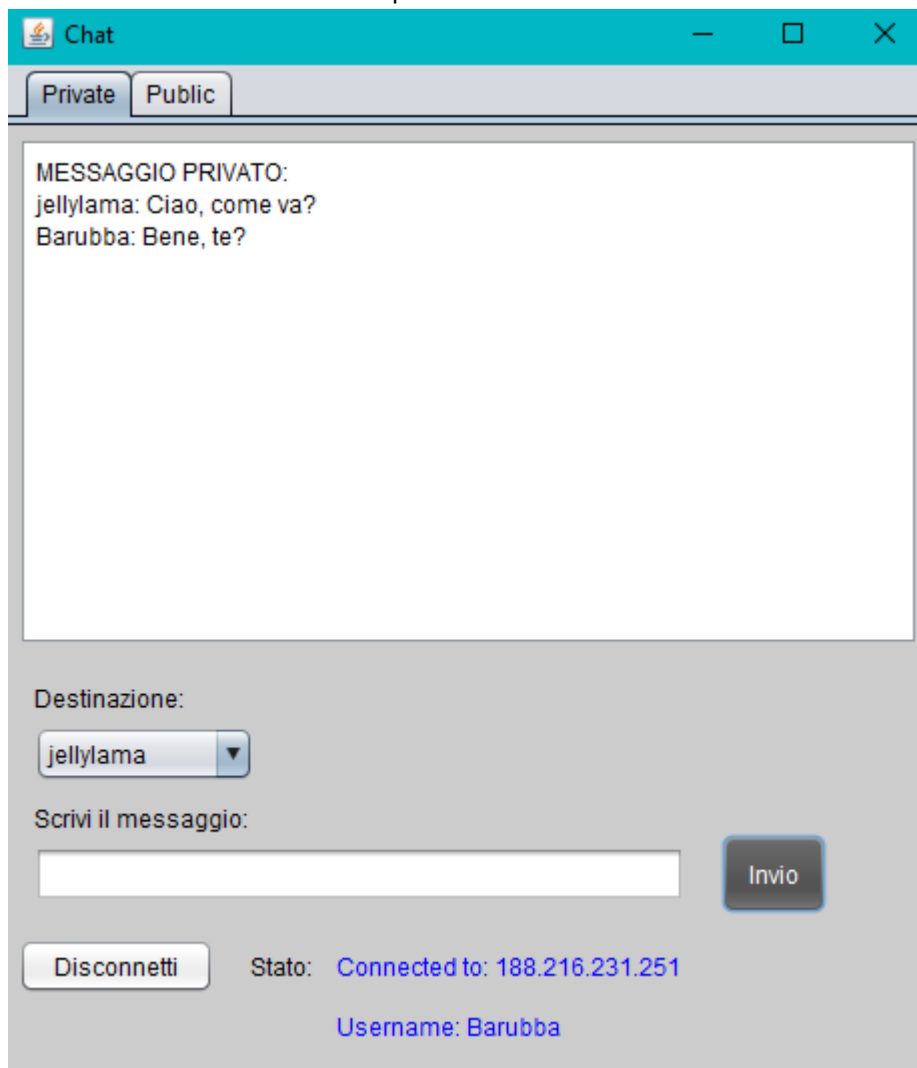 Chat
Private Public
MESSAGGIO PRIVATO:
jellylama: Ciao, come va?
Barubba: Bene, te?
Destinazione:
jellylama
Scrivi il messaggio:
Invio
Disconnetti Stato: Connected to: 188.216.231.251
Username: Barubba